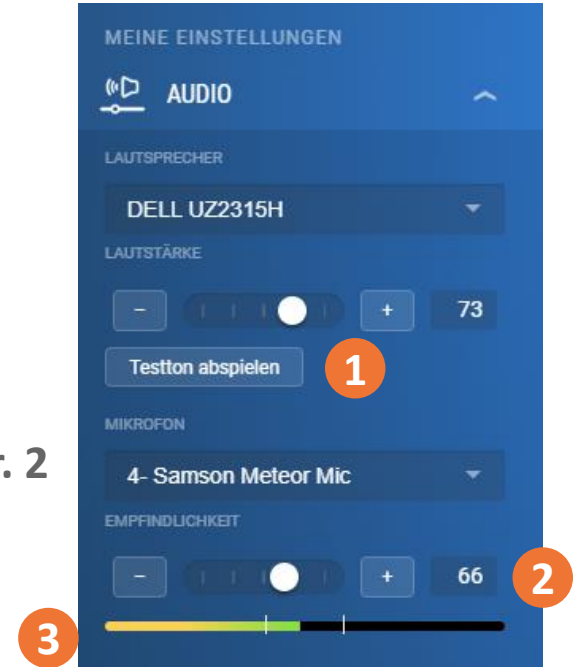 MEINE EINSTELLUNGEN
AUDIO
LAUTSPRECHER
DELL UZ2315H
LAUTSTÄRKE
- + 73
Testton abspielen 1
MIKROFON
. 2
4- Samson Meteor Mic
EMPFINDLICHKEIT
- + 66 2
3